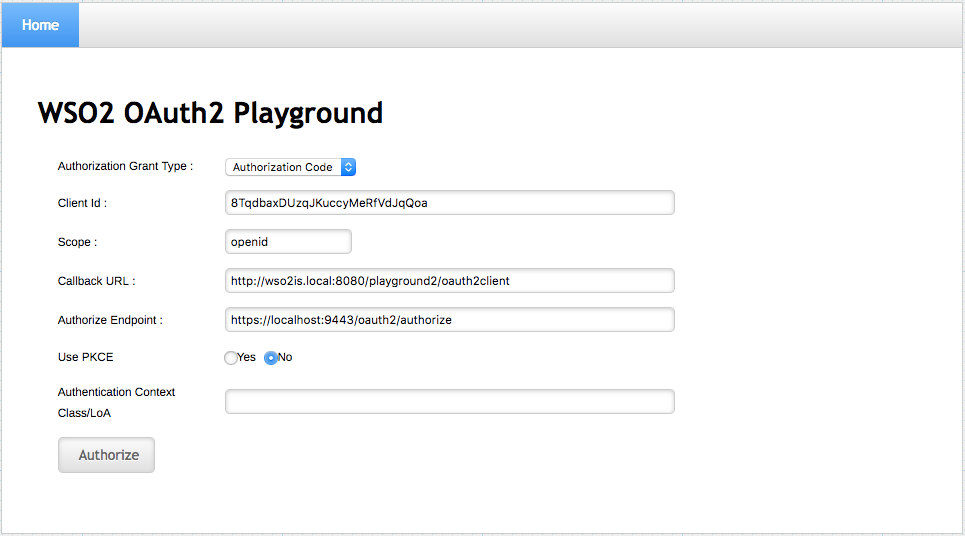 Home
WSO2 OAuth2 Playground
Authorization Grant Type : Authorization Code
Client Id : 8TqdbaxDUzqJKuccyMeRfVdJqQoa
Scope : openid
Callback URL : http://wso2is.local:8080/playground2/oauth2client
Authorize Endpoint : https://localhost:9443/oauth2/authorize
Use PKCE Yes No
Authentication Context
Class/LoA
Authorize